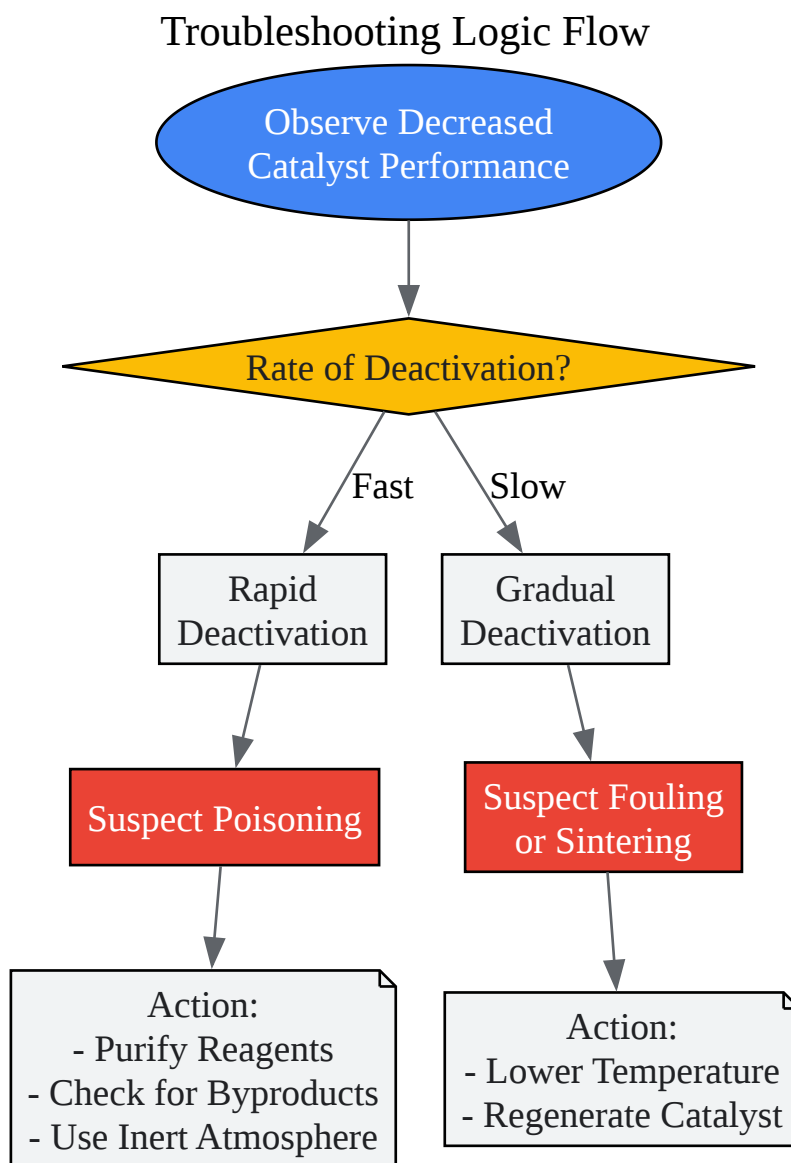 Troubleshooting Logic Flow
Observe Decreased
Catalyst Performance
Rate of Deactivation?
Fast
Slow
Rapid
Deactivation
Gradual
Deactivation
Suspect Poisoning
Suspect Fouling
or Sintering
Action:
- Purify Reagents
- Check for Byproducts
- Use Inert Atmosphere
Action:
- Lower Temperature
- Regenerate Catalyst